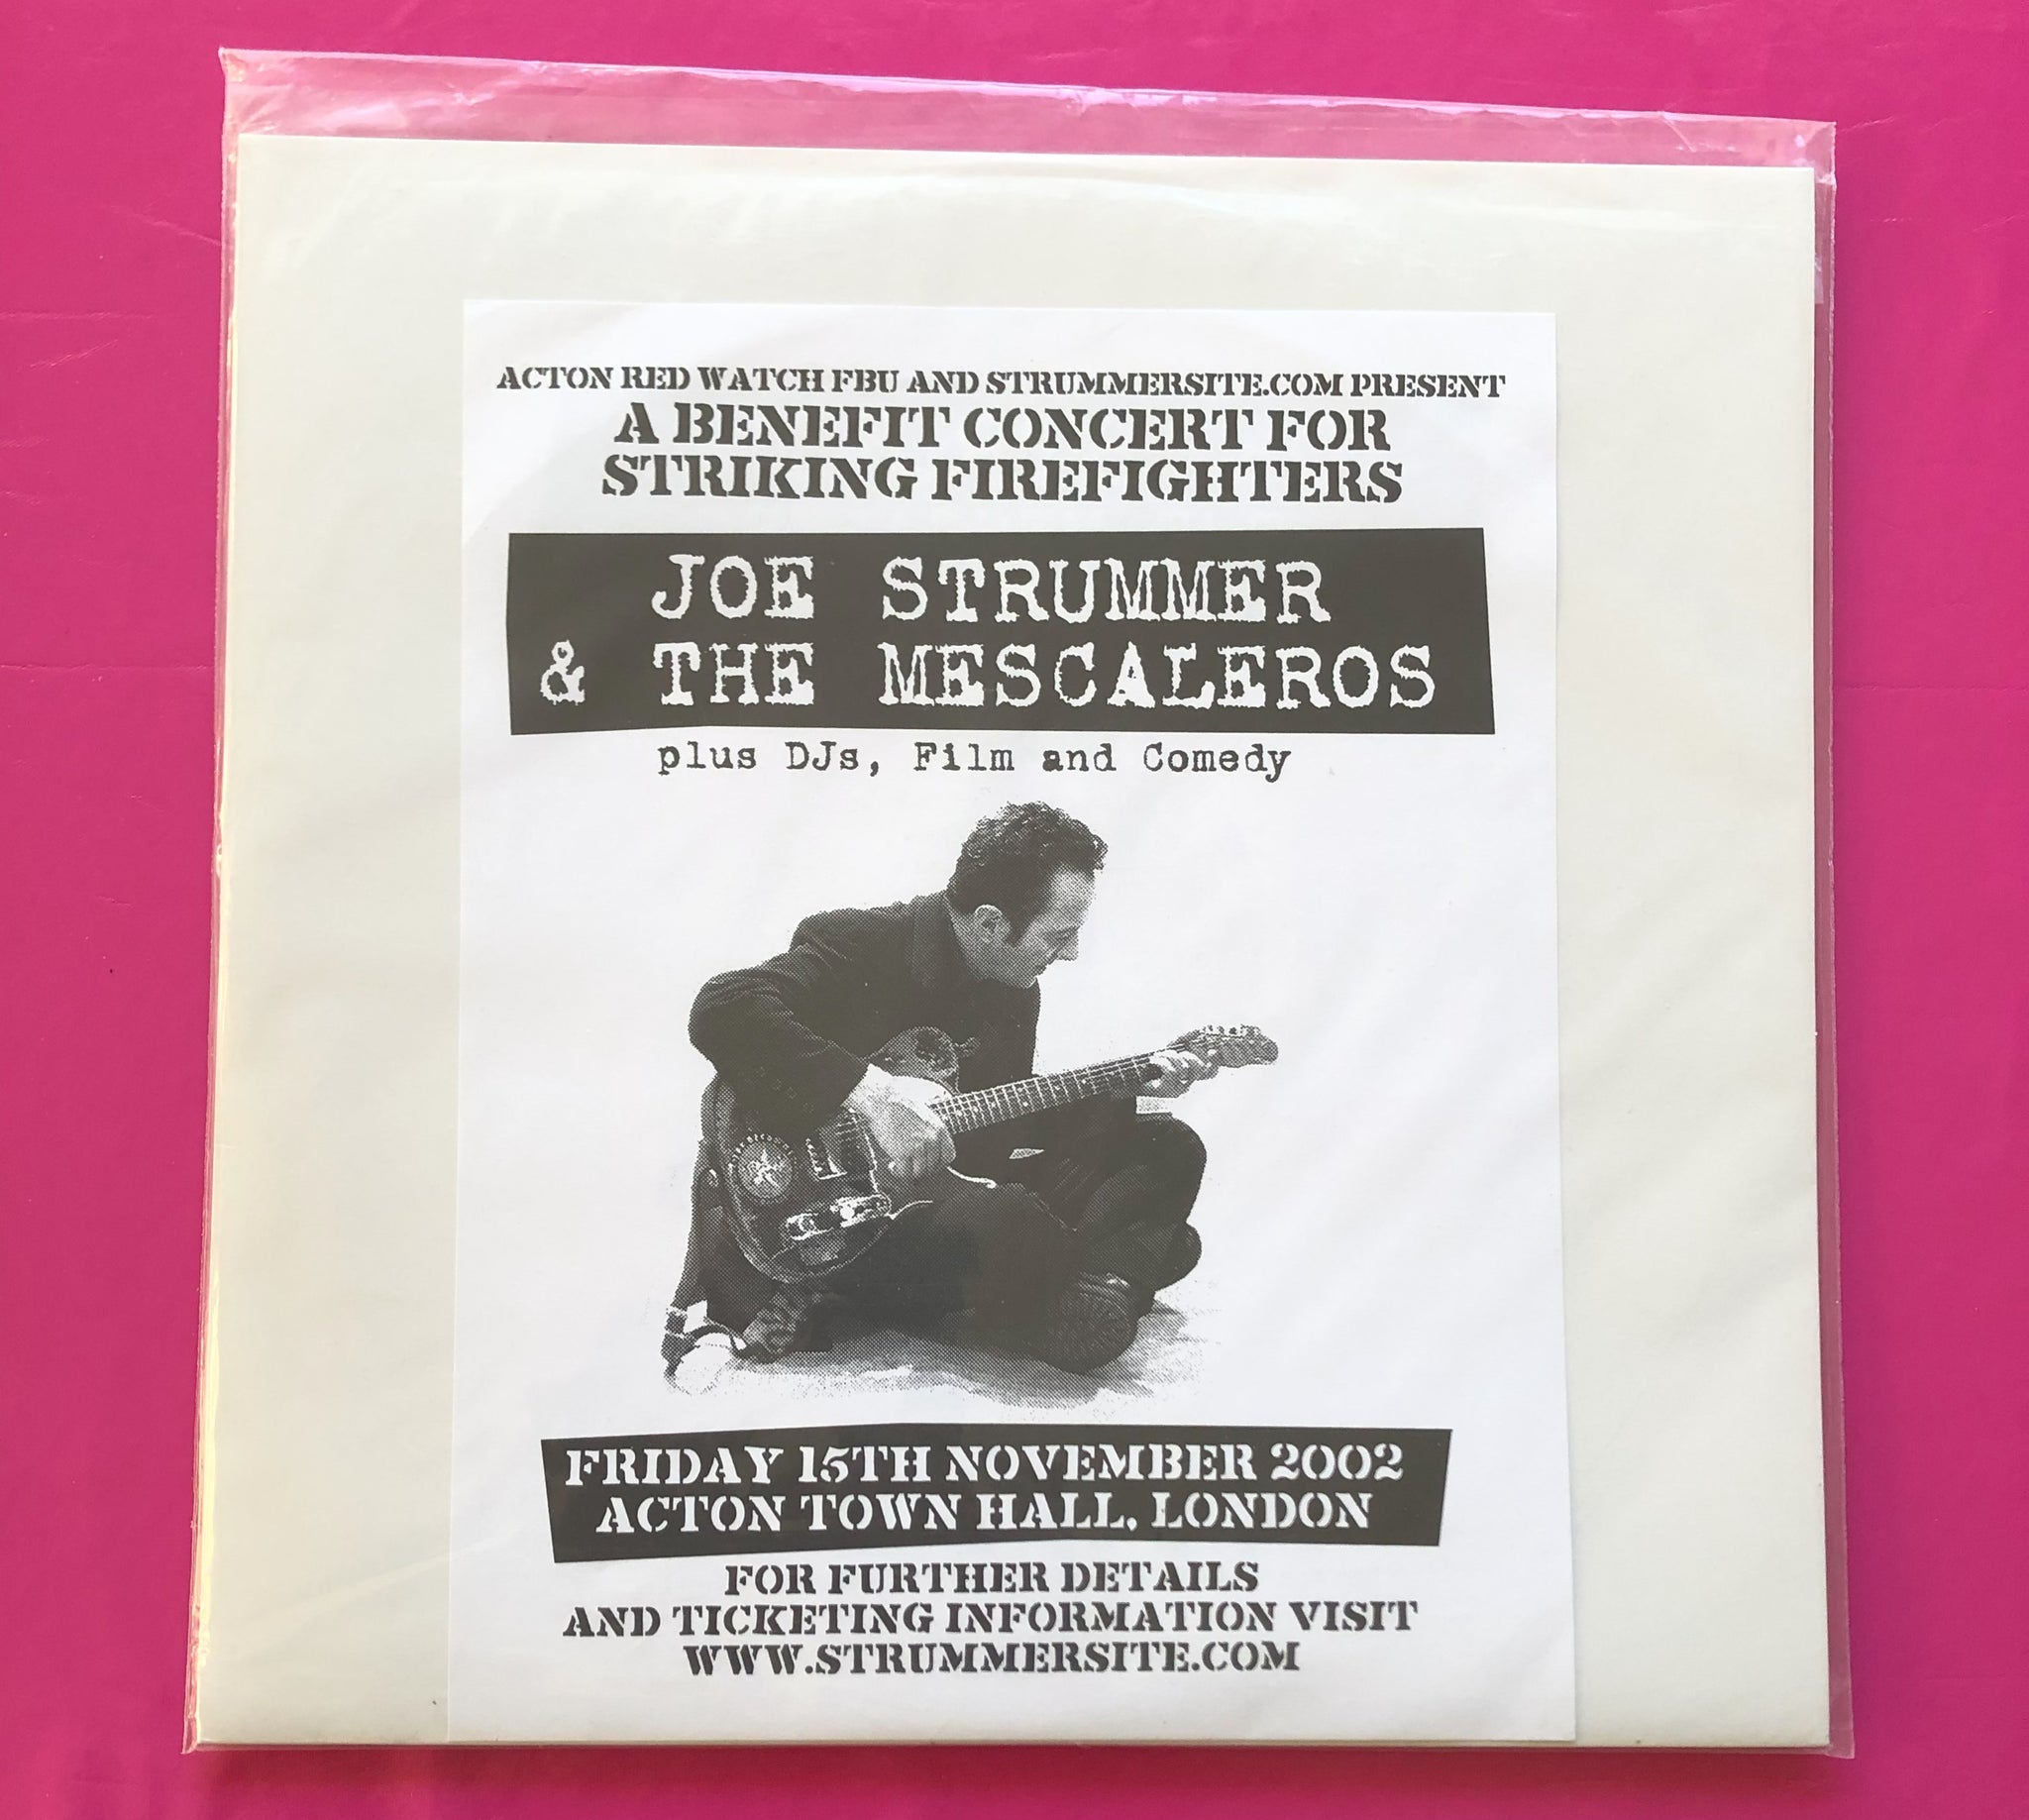 ACTON RED WATCH FBU AND STRUMMERSITE.COM PRESENT
A BENEFIT CONCERT FOR
STRIKING FIREFIGHTERS
JOE STRUMMER
& THE MESCALEROS
plus DJs, Film and Comedy
FRIDAY 15TH NOVEMBER 2002
ACTON TOWN HALL, LONDON
FOR FURTHER DETAILS
AND TICKETING INFORMATION VISIT
WWW.STRUMMERSITE.COM